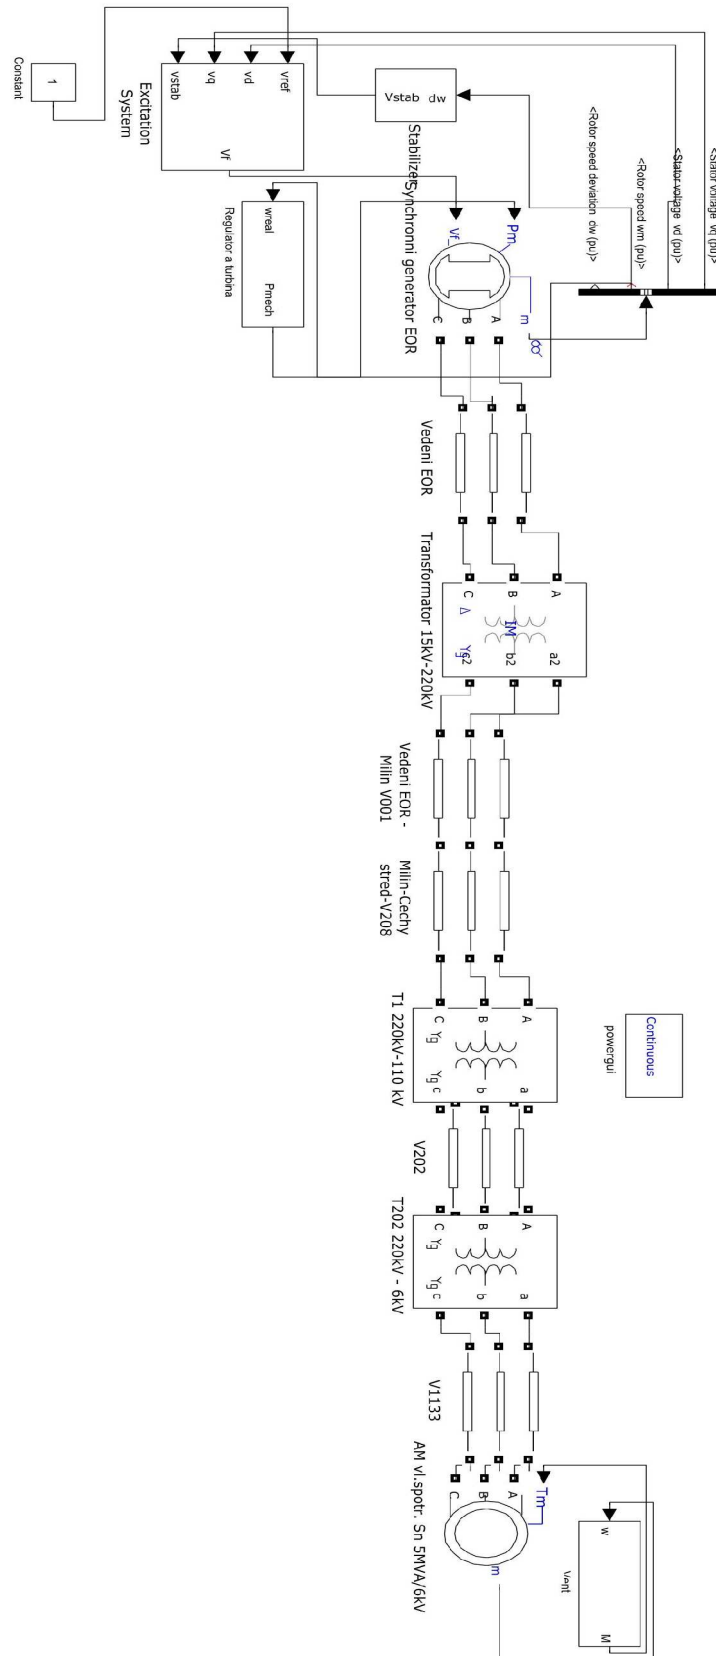 Constant
1
Excitation
System
vstab
vq
vd
vref
Vf
Vstab dw
Stabilizer
<Rotor speed deviation dw (pu)>
<Rotor speed wm (pu)>
<Stator voltage vd (pu)>
<Stator voltage vq (pu)>
Regulator a turbina
wreal
Pmech
Synchronni generator EOR
Vf
Pm
m
C
B
A
Vedeni EOR
Transformator 15kV-220kV
C
B
A
Δ
IM
Yg
c2
b2
a2
Vedeni EOR -
Milin V001
Milin-Cechy
stred-V208
T1 220kV-110 kV
C
B
A
Yg
Yg
c
b
a
Continuous
powergui
V202
T202 220kV - 6kV
C
B
A
Yg
Yg
c
b
a
V1133
AM vl.spotr. Sn 5MVA/6kV
C
B
A
Tm
m
Vent
w
M